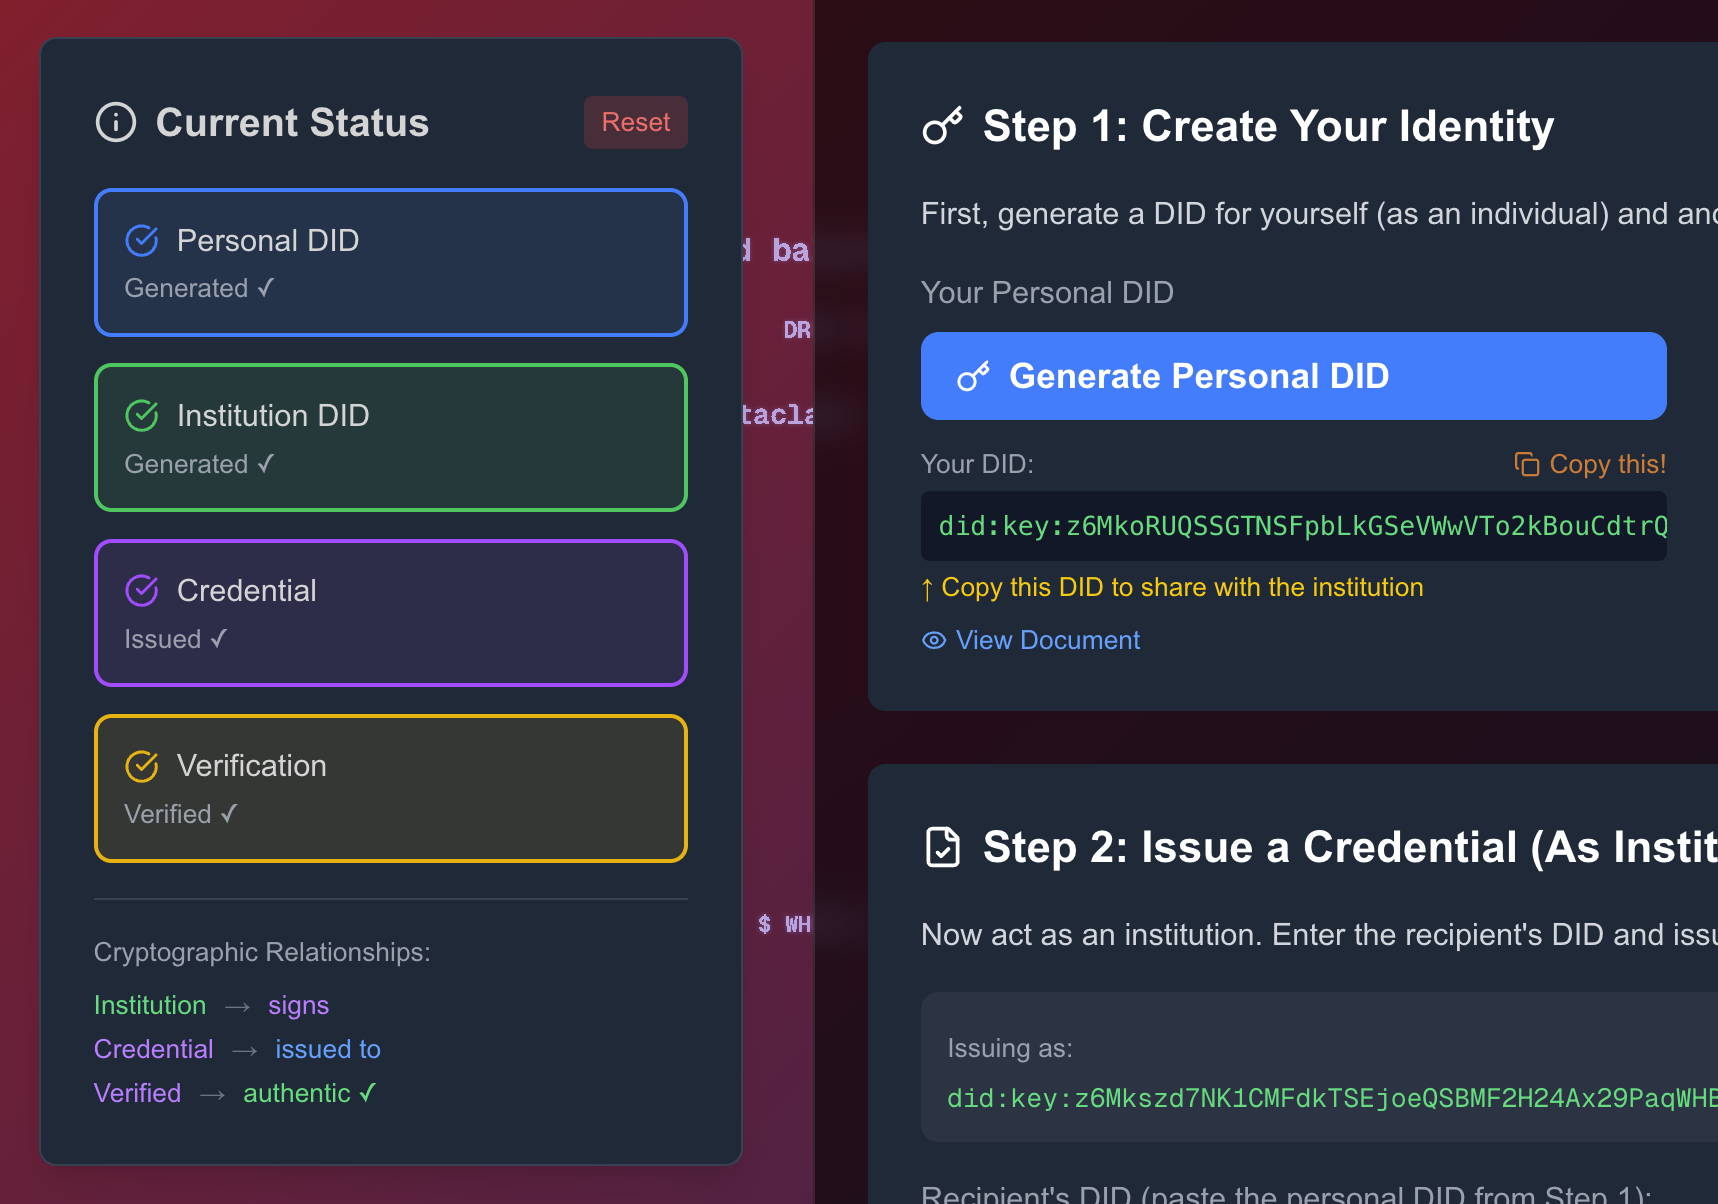 Current Status
Reset
Personal DID
Generated ✓
Institution DID
Generated ✓
Credential
Issued ✓
Verification
Verified ✓
Cryptographic Relationships:
Institution → signs
Credential → issued to
Verified → authentic ✓
ba
DR
$ WH
Step 1: Create Your Identity
First, generate a DID for yourself (as an individual) and
Your Personal DID
Generate Personal DID
Your DID:
Copy this!
did:key:z6MkoRUQSSGTNSFpbLkGSeVWwVTo2kBouCdtrQ
↑ Copy this DID to share with the institution
View Document
Step 2: Issue a Credential (As Instit
Now act as an institution. Enter the recipient's DID and issu
Issuing as:
did:key:z6Mkszd7NK1CMFdkTSEjoeQSBMF2H24Ax29PaqWHE
Recipient's DID (paste the personal DID from Step 1):